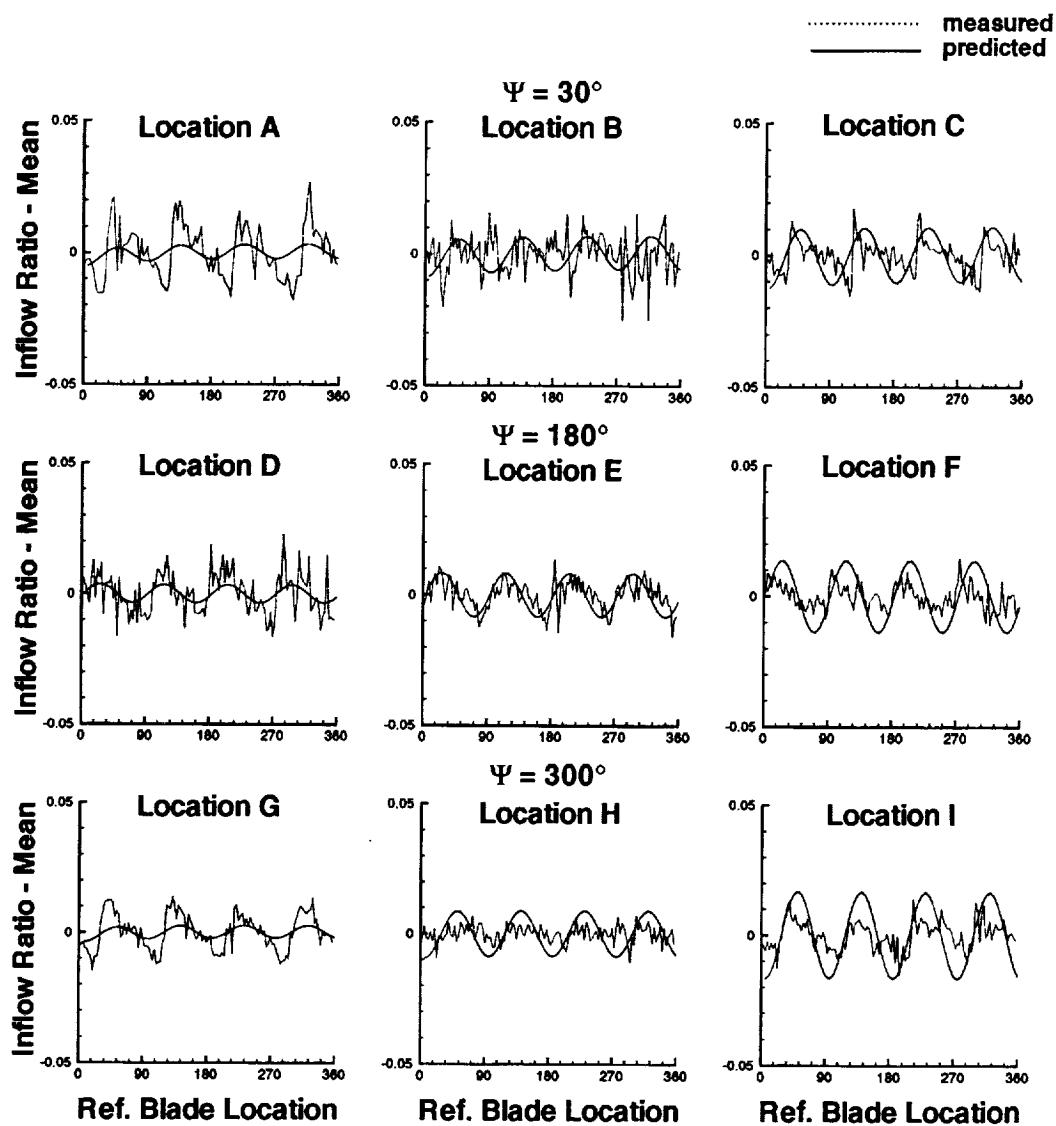 measured
predicted
Ψ = 30°
Location A
Location B
Location C
Inflow Ratio - Mean
0.05
0
-0.05
0 90 180 270 360
0.05
0
-0.05
0 90 180 270 360
0.05
0
-0.05
0 90 180 270 360
Ψ = 180°
Location D
Location E
Location F
Inflow Ratio - Mean
0.05
0
-0.05
0 90 180 270 360
0.05
0
-0.05
0 90 180 270 360
0.05
0
-0.05
0 90 180 270 360
Ψ = 300°
Location G
Location H
Location I
Inflow Ratio - Mean
0.05
0
-0.05
0 90 180 270 360
0.05
0
-0.05
0 90 180 270 360
0.05
0
-0.05
0 90 180 270 360
Ref. Blade Location
Ref. Blade Location
Ref. Blade Location